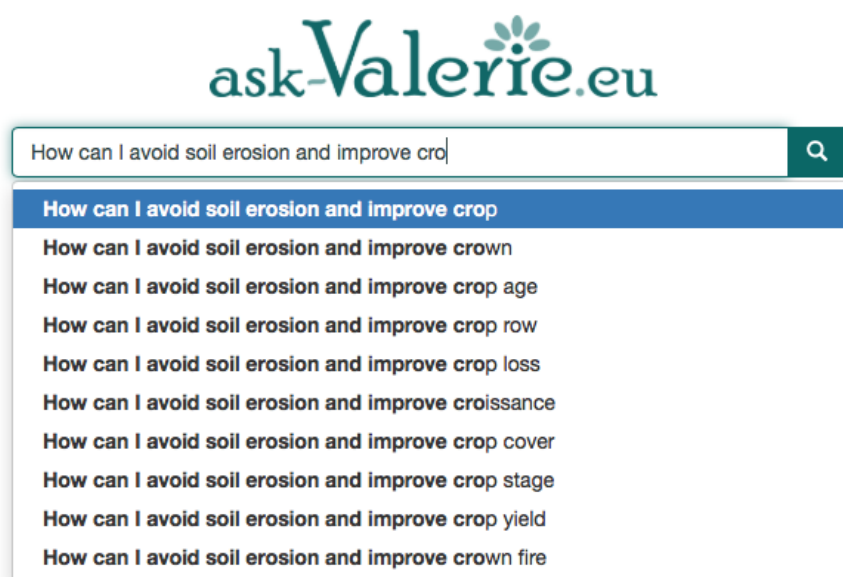 ask-Valerie.eu
How can I avoid soil erosion and improve cro
How can I avoid soil erosion and improve crop
How can I avoid soil erosion and improve crown
How can I avoid soil erosion and improve crop age
How can I avoid soil erosion and improve crop row
How can I avoid soil erosion and improve crop loss
How can I avoid soil erosion and improve croissance
How can I avoid soil erosion and improve crop cover
How can I avoid soil erosion and improve crop stage
How can I avoid soil erosion and improve crop yield
How can I avoid soil erosion and improve crown fire